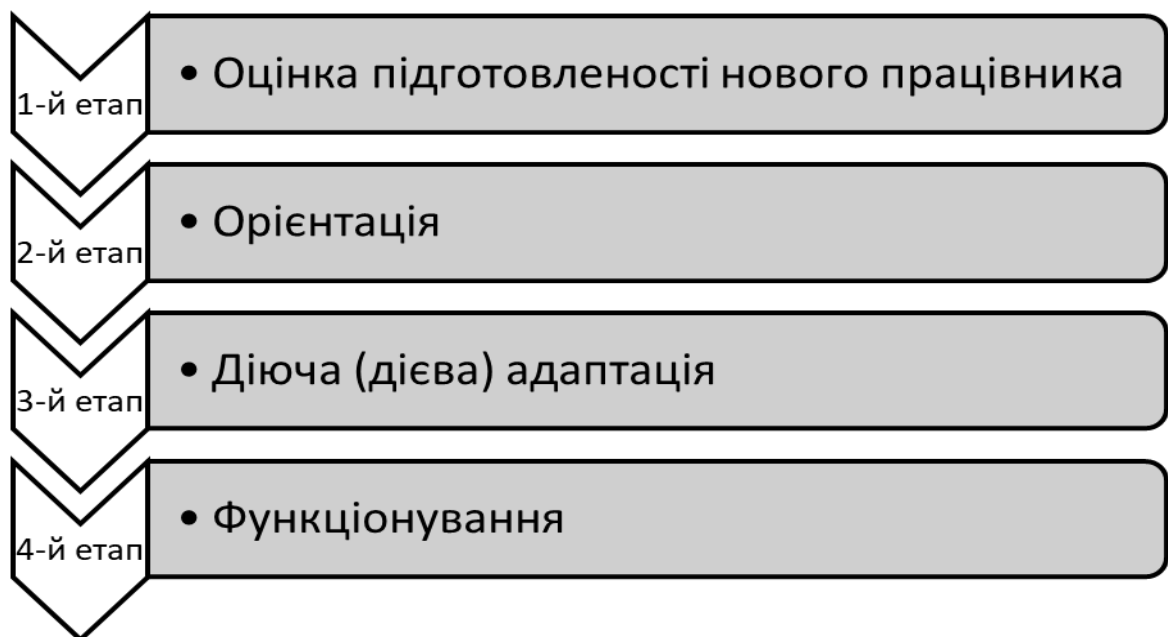 1-й етап
• Оцінка підготовленості нового працівника
2-й етап
• Орієнтація
3-й етап
• Діюча (дієва) адаптація
4-й етап
• Функціонування